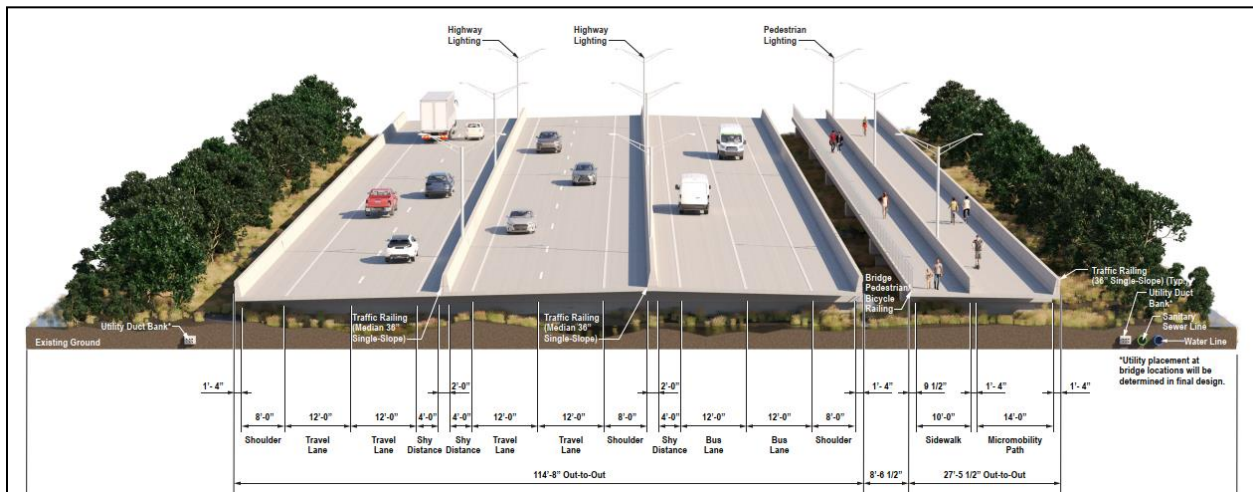 Highway
Lighting
Highway
Lighting
Pedestrian
Lighting
Traffic Railing
(36" Single-Slope) (Typ.)
Utility Duct
Bank*
Sanitary
Sewer Line
Water Line
Bridge
Pedestrian/
Bicycle
Railing
Utility Duct Bank*
Traffic Railing
(Median 36"
Single-Slope)
Traffic Railing
(Median 36"
Single-Slope)
Existing Ground
*Utility placement at
bridge locations will be
determined in final design.
1'- 4" 2'-0" 2'-0" 1'- 4" 9 1/2" 1'- 4" 1'- 4"
8'-0" 12'-0" 12'-0" 4'-0" 4'-0" 12'-0" 12'-0" 8'-0" 4'-0" 12'-0" 12'-0" 8'-0" 10'-0" 14'-0"
Shoulder
Travel
Lane
Travel
Lane
Shy
Distance
Shy
Distance
Travel
Lane
Travel
Lane
Shoulder
Shy
Distance
Bus
Lane
Bus
Lane
Shoulder
Sidewalk
Micromobility
Path
114'-8" Out-to-Out 8'-6 1/2" 27'-5 1/2" Out-to-Out